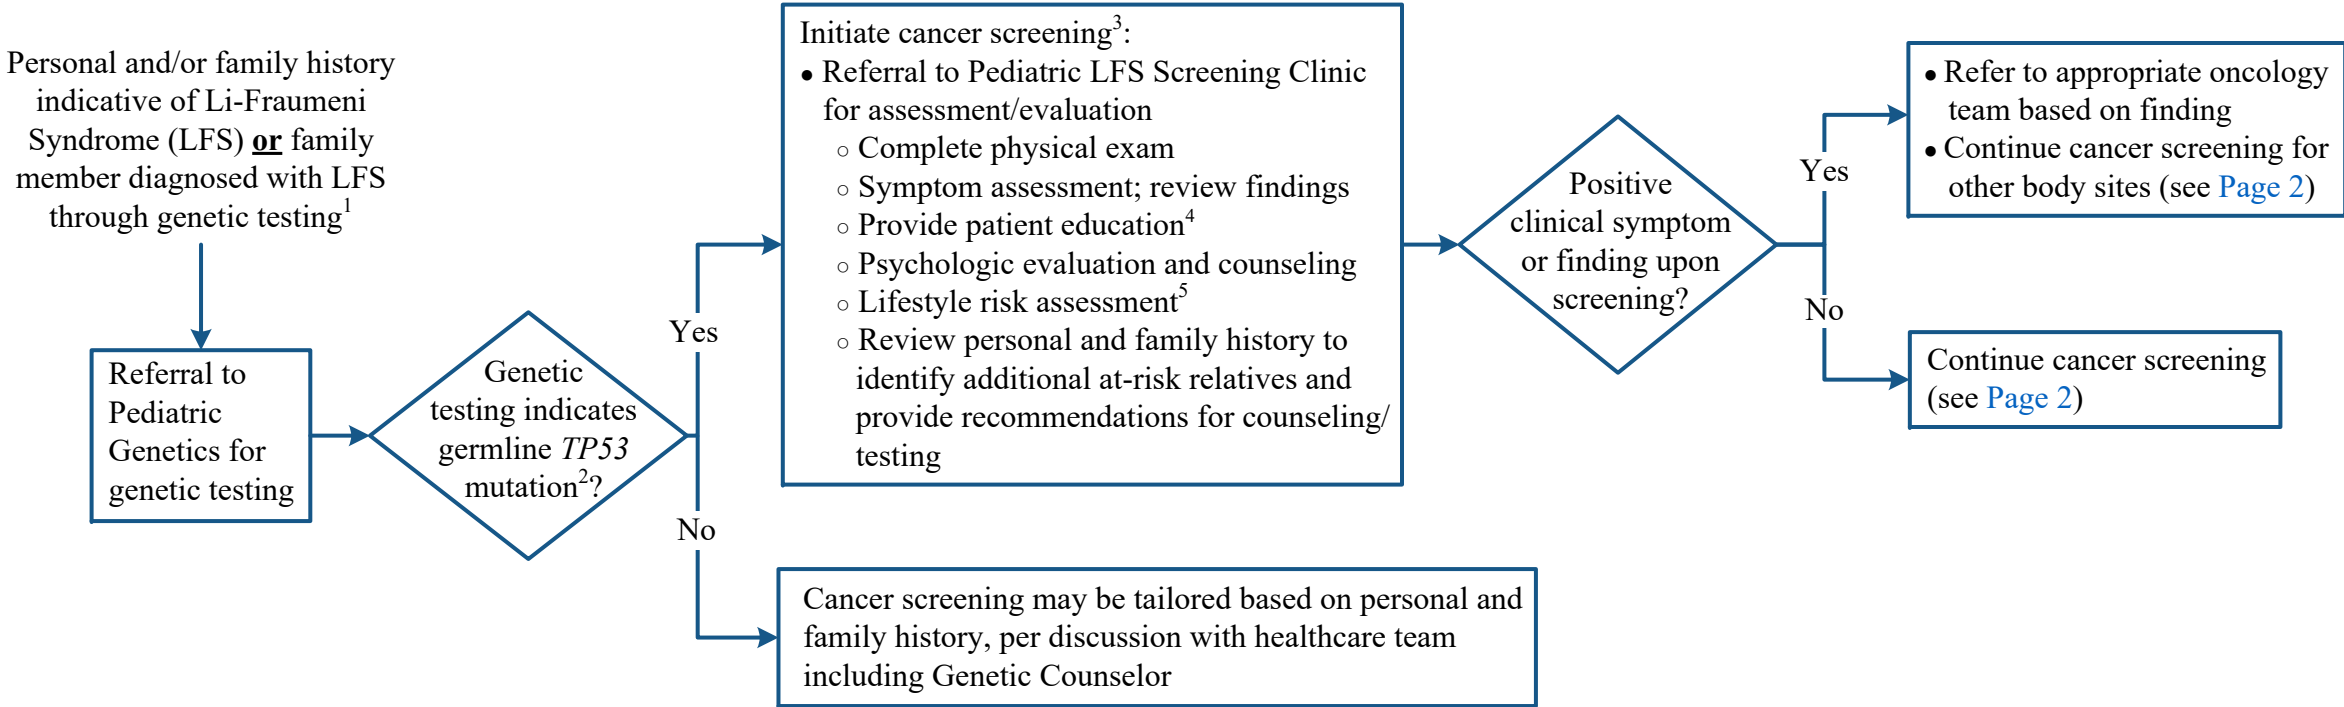 Personal and/or family history
indicative of Li-Fraumeni
Syndrome (LFS) or family
member diagnosed with LFS
through genetic testing1
Referral to
Pediatric
Genetics for
genetic testing
Genetic
testing indicates
germline TP53
mutation2?
Yes
No
Initiate cancer screening3:
● Referral to Pediatric LFS Screening Clinic
for assessment/evaluation
○ Complete physical exam
○ Symptom assessment; review findings
○ Provide patient education4
○ Psychologic evaluation and counseling
○ Lifestyle risk assessment5
○ Review personal and family history to
identify additional at-risk relatives and
provide recommendations for counseling/
testing
Cancer screening may be tailored based on personal and
family history, per discussion with healthcare team
including Genetic Counselor
Positive
clinical symptom
or finding upon
screening?
Yes
No
● Refer to appropriate oncology
team based on finding
● Continue cancer screening for
other body sites (see Page 2)
Continue cancer screening
(see Page 2)